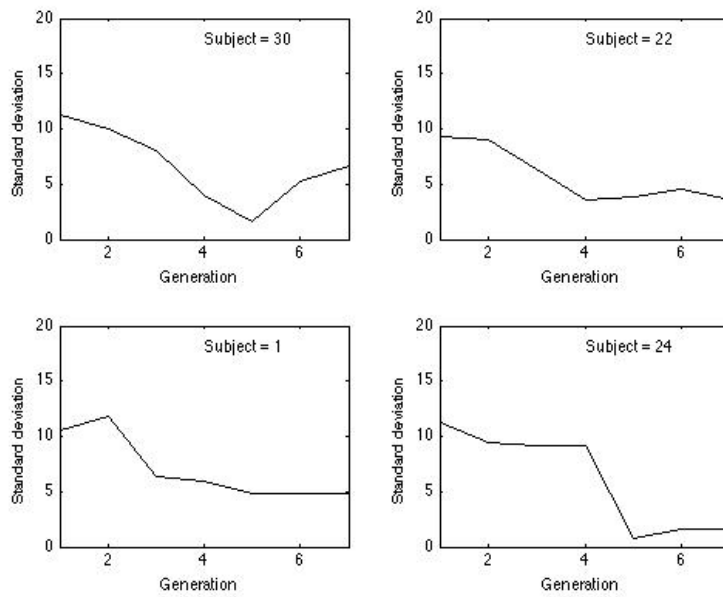 Subject = 30
20
15
10
5
0
Standard deviation
2
4
6
Generation
Subject = 22
20
15
10
5
0
Standard deviation
2
4
6
Generation
Subject = 1
20
15
10
5
0
Standard deviation
2
4
6
Generation
Subject = 24
20
15
10
5
0
Standard deviation
2
4
6
Generation